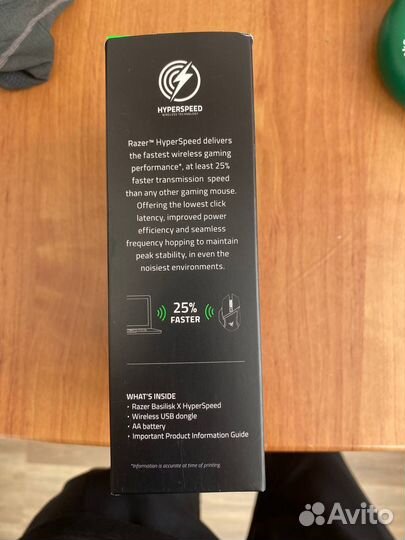 HYPERSPEED
WIRELESS TECHNOLOGY
Razer™ HyperSpeed delivers
the fastest wireless gaming
performance*, at least 25%
faster transmission speed
than any other gaming mouse.
Offering the lowest click
latency, improved power
efficiency and seamless
frequency hopping to maintain
peak stability, in even the
noisiest environments.
25%
FASTER
WHAT'S INSIDE
• Razer Basilisk X HyperSpeed
• Wireless USB dongle
• AA battery
• Important Product Information Guide
*Information is accurate at time of printing.
Avito